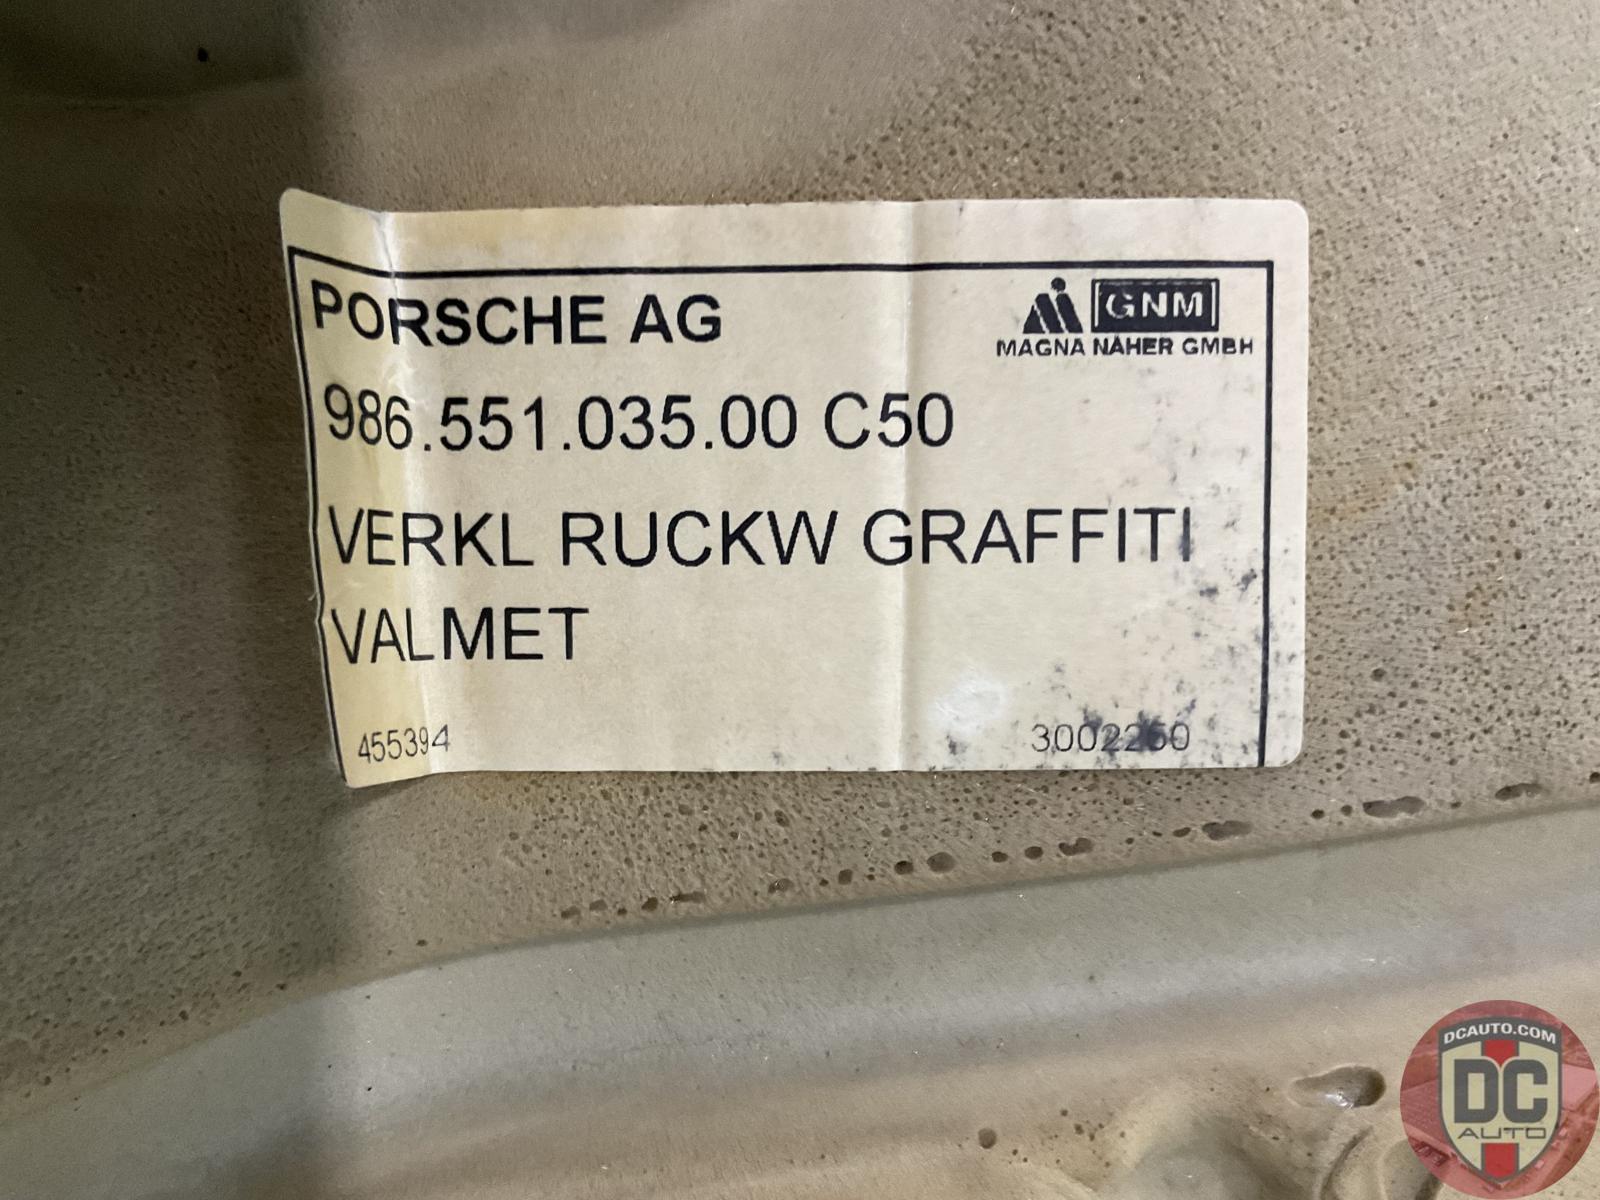 PORSCHE AG
GNM
MAGNA NÄHER GMBH
986.551.035.00 C50
VERKL RUCKW GRAFFITI
VALMET
455394
3002260
DCAUTO.COM
DC
AUTO